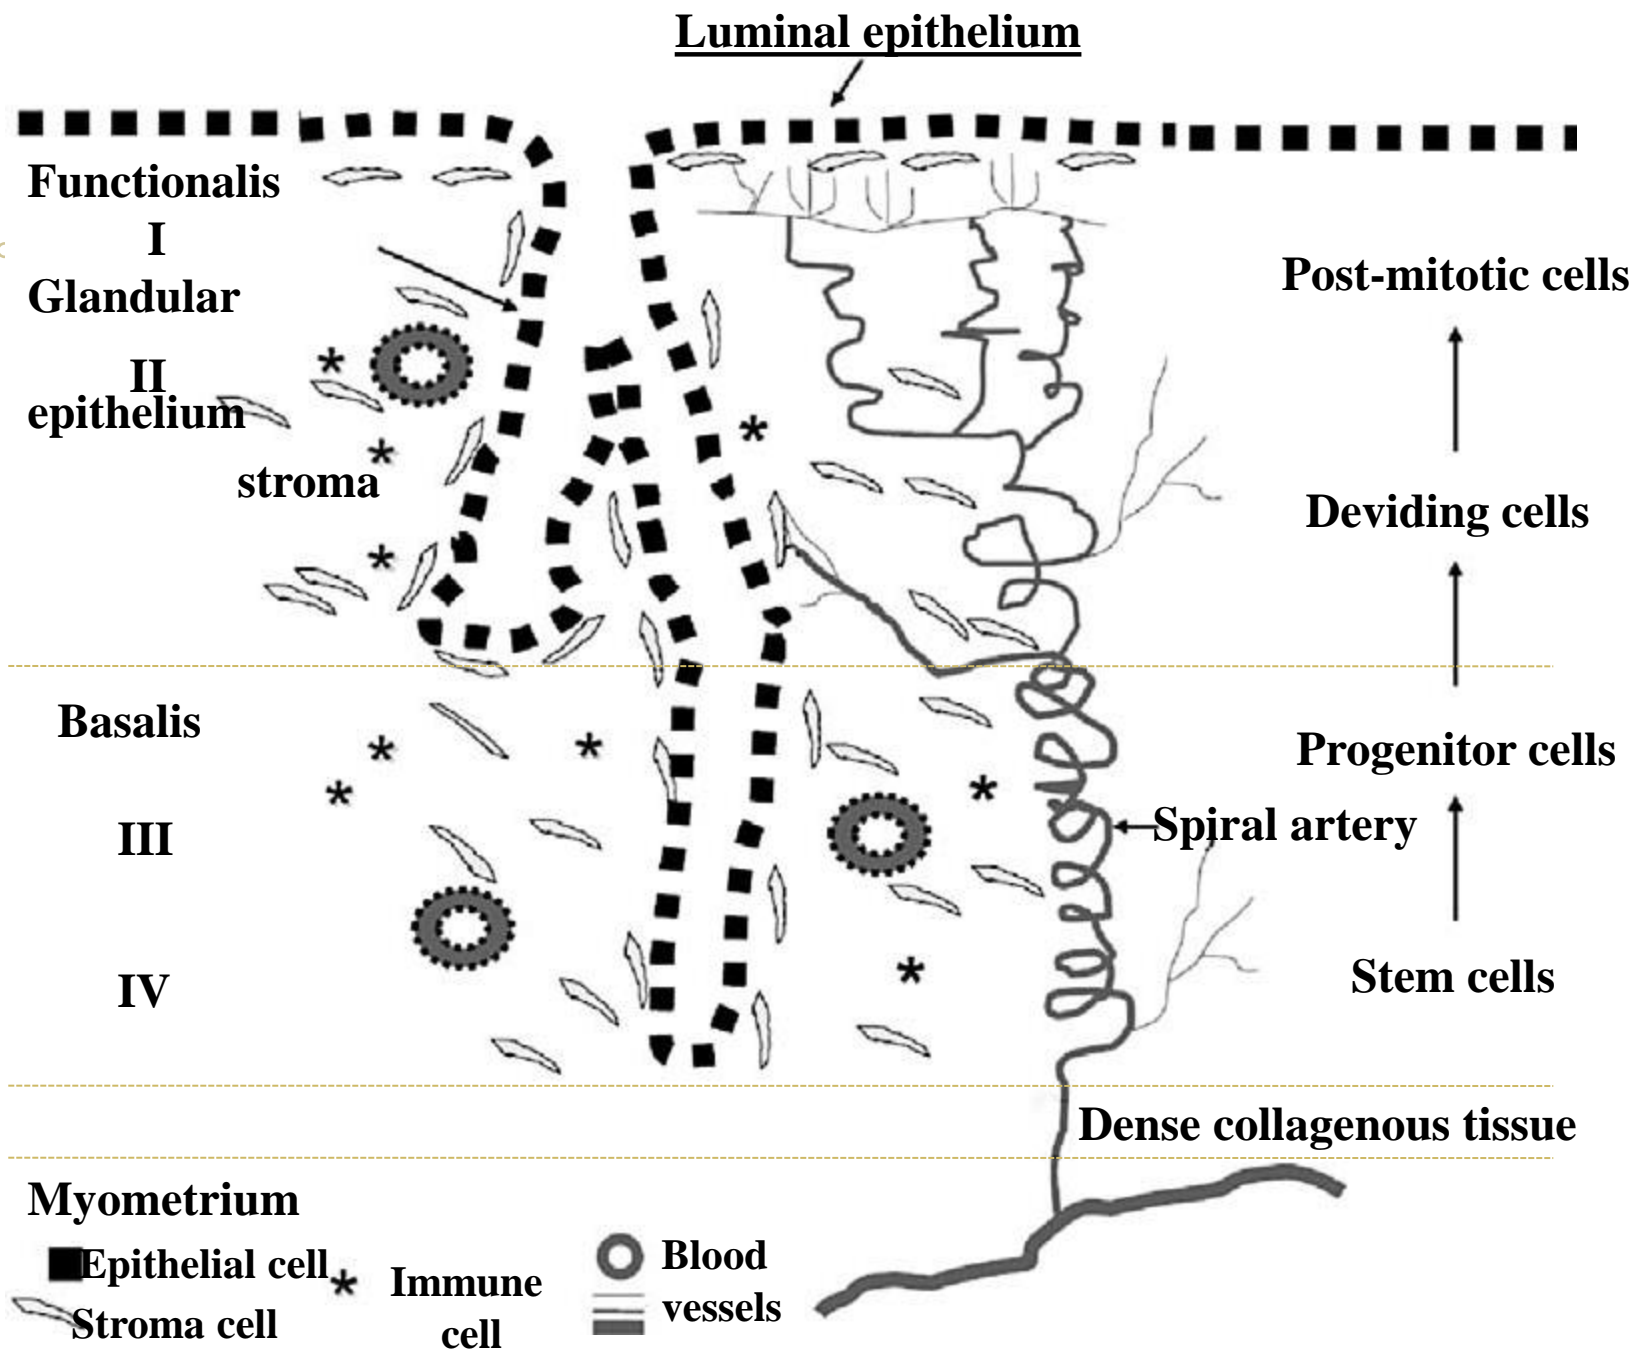 Luminal epithelium
Functionalis
I
Glandular
II
epithelium
stroma
Post-mitotic cells
Deviding cells
Basalis
Progenitor cells
III
Spiral artery
IV
Stem cells
Dense collagenous tissue
Myometrium
Epithelial cell
Stroma cell
* Immune
cell
Blood
vessels